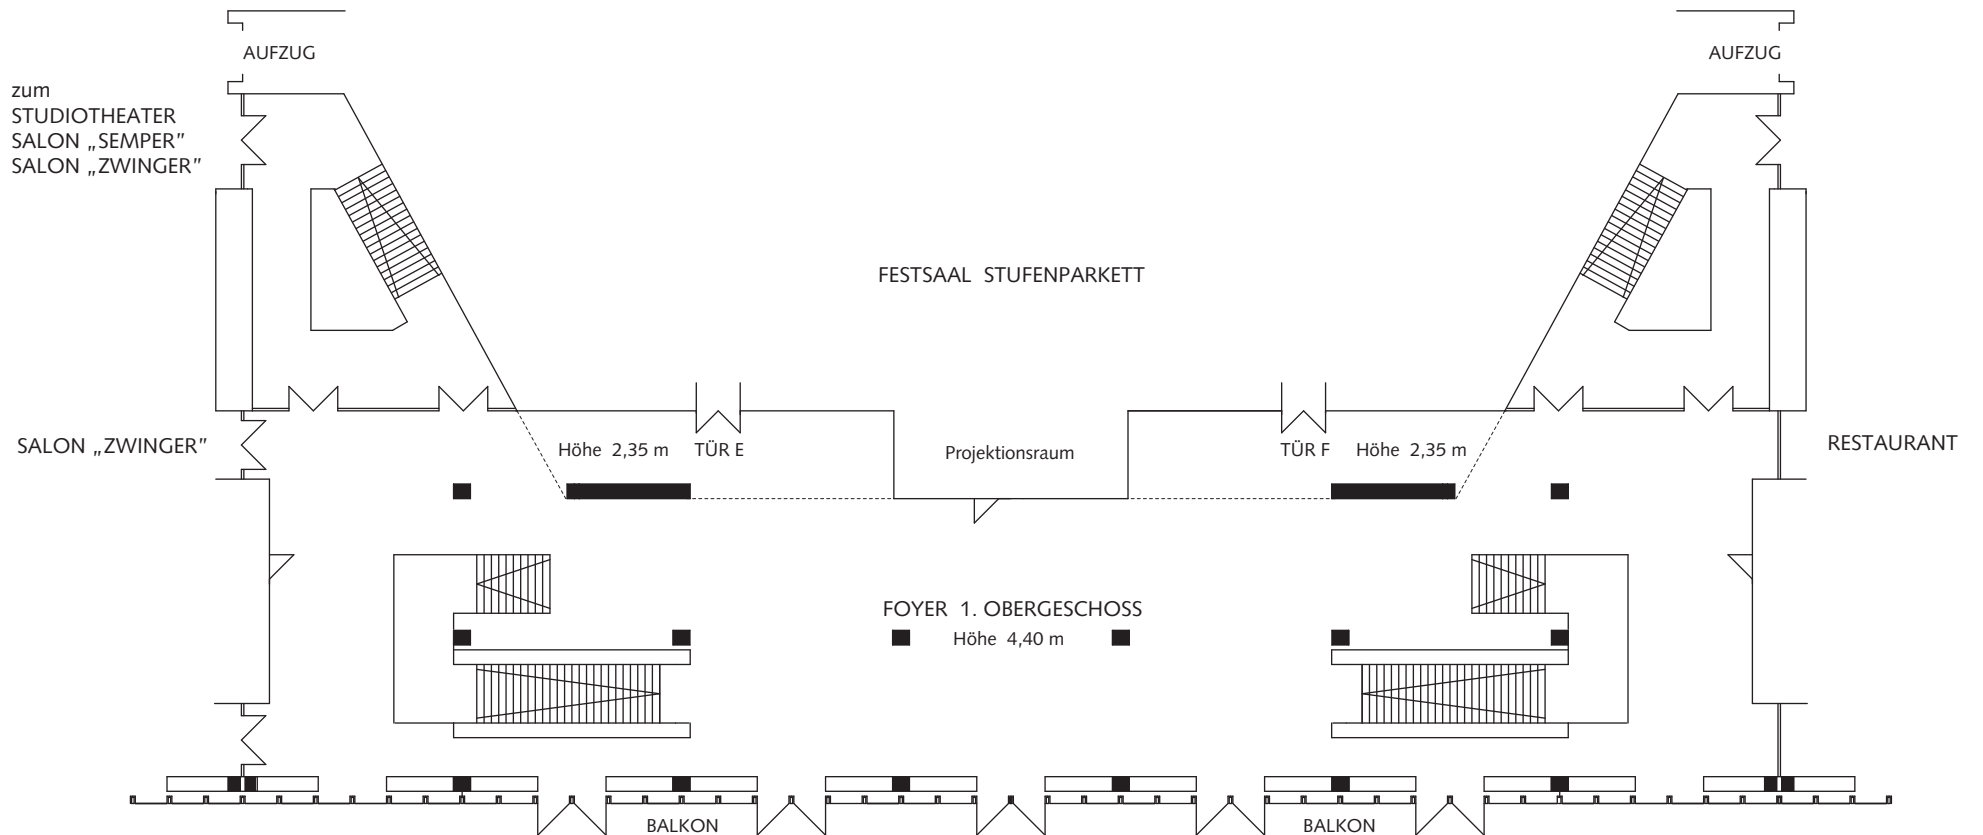 AUFZUG
AUFZUG
zum
STUDIOTHEATER
SALON „SEMPER”
SALON „ZWINGER”
FESTSAAL STUFENPARKETT
SALON „ZWINGER”
Höhe 2,35 m
TÜR E
Projektionsraum
TÜR F
Höhe 2,35 m
RESTAURANT
FOYER 1. OBERGESCHOSS
Höhe 4,40 m
BALKON
BALKON